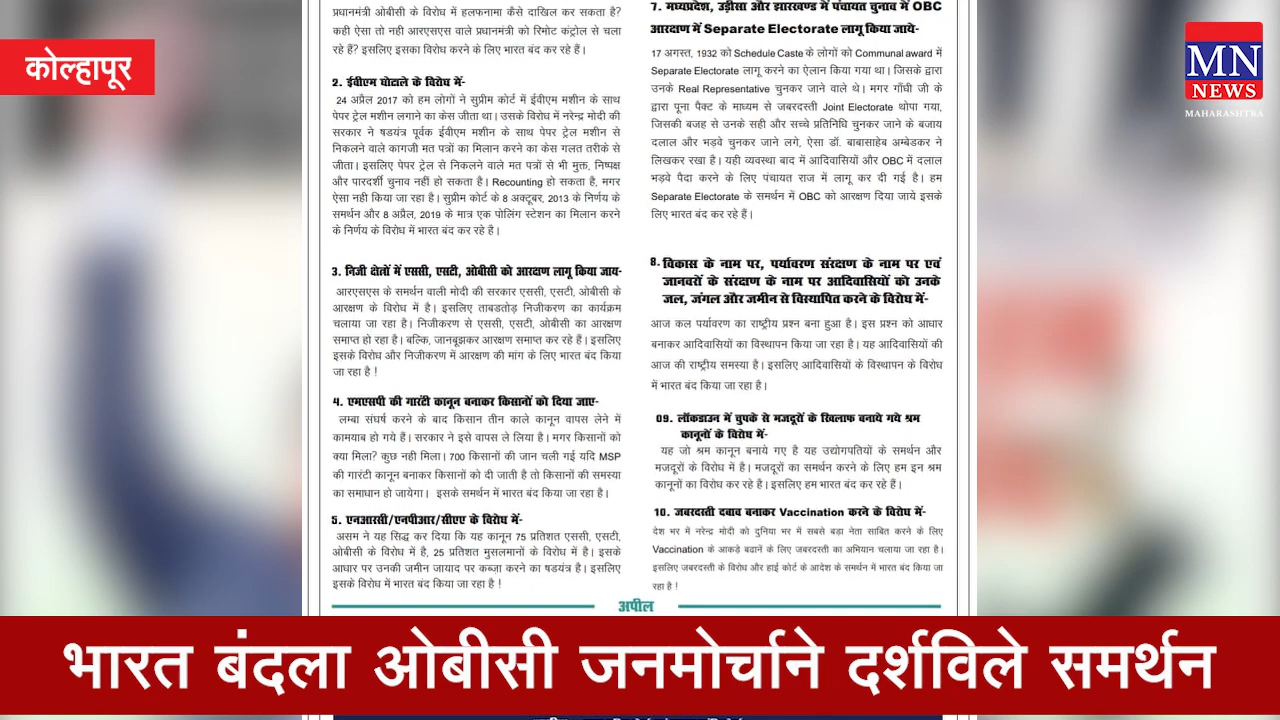 कोल्हापूर
MN
NEWS
MAHARASHTRA
प्रधानमंत्री ओबीसी के विरोध में हलफनामा कैसे दाखिल कर सकता है?
कही ऐसा तो नही आरएसएस वाले प्रधानमंत्री को रिमोट कंट्रोल से चला
रहे हैं? इसलिए इसका विरोध करने के लिए भारत बंद कर रहे हैं।
2. ईवीएम घोटाले के विरोध में-
24 अप्रैल 2017 को हम लोगों ने सुप्रीम कोर्ट में ईवीएम मशीन के साथ
पेपर ट्रेल मशीन लगाने का केस जीता था। उसके विरोध में नरेन्द्र मोदी की
सरकार ने षडयंत्र पूर्वक ईवीएम मशीन के साथ पेपर ट्रेल मशीन से
निकलने वाले कागजी मत पत्रों का मिलान करने का केस गलत तरीके से
जीता। इसलिए पेपर ट्रेल से निकलने वाले मत पत्रों से भी मुक्त, निष्पक्ष
और पारदर्शी चुनाव नहीं हो सकता है। Recounting हो सकता है, मगर
ऐसा नही किया जा रहा है। सुप्रीम कोर्ट के 8 अक्टूबर, 2013 के निर्णय के
समर्थन और 8 अप्रैल, 2019 के मात्र एक पोलिंग स्टेशन का मिलान करने
के निर्णय के विरोध में भारत बंद कर रहे है।
3. निजी क्षेत्रों में एससी, एसटी, ओबीसी को आरक्षण लागू किया जाय-
आरएसएस के समर्थन वाली मोदी की सरकार एससी, एसटी, ओबीसी के
आरक्षण के विरोध में है। इसलिए ताबडतोड़ निजीकरण का कार्यक्रम
चलाया जा रहा है। निजीकरण से एससी, एसटी, ओबीसी का आरक्षण
समाप्त हो रहा है। बल्कि, जानबूझकर आरक्षण समाप्त कर रहे हैं। इसलिए
इसके विरोध और निजीकरण में आरक्षण की मांग के लिए भारत बंद किया
जा रहा है !
4. एमएसपी की गारंटी कानून बनाकर किसानों को दिया जाए-
लम्बा संघर्ष करने के बाद किसान तीन काले कानून वापस लेने में
कामयाब हो गये हैं। सरकार ने इसे वापस ले लिया है। मगर किसानों को
क्या मिला? कुछ नही मिला। 700 किसानों की जान चली गई यदि MSP
की गारंटी कानून बनाकर किसानों को दी जाती है तो किसानों की समस्या
का समाधान हो जायेगा। इसके समर्थन में भारत बंद किया जा रहा है।
5. एनआरसी/एनपीआर/सीएए के विरोध में-
असम ने यह सिद्ध कर दिया कि यह कानून 75 प्रतिशत एससी, एसटी,
ओबीसी के विरोध में है, 25 प्रतिशत मुसलमानों के विरोध में है। इसके
आधार पर उनकी जमीन जायाद पर कब्जा करने का षडयंत्र है। इसलिए
इसके विरोध में भारत बंद किया जा रहा है !
7. मध्यप्रदेश, उड़ीसा और झारखण्ड में पंचायत चुनाव में OBC
आरक्षण में Separate Electorate लागू किया जाये-
17 अगस्त, 1932 को Schedule Caste के लोगों को Communal award में
Separate Electorate लागू करने का ऐलान किया गया था। जिसके द्वारा
उनके Real Representative चुनकर जाने वाले थे। मगर गाँधी जी के
द्वारा पूना पैक्ट के माध्यम से जबरदस्ती Joint Electorate थोपा गया,
जिसकी बजह से उनके सही और सच्चे प्रतिनिधि चुनकर जाने के बजाय
दलाल और भड़वे चुनकर जाने लगे, ऐसा डॉ. बाबासाहेब अम्बेडकर ने
लिखकर रखा है। यही व्यवस्था बाद में आदिवासियों और OBC में दलाल
भड़वे पैदा करने के लिए पंचायत राज में लागू कर दी गई है। हम
Separate Electorate के समर्थन में OBC को आरक्षण दिया जाये इसके
लिए भारत बंद कर रहे हैं।
8. विकास के नाम पर, पर्यावरण संरक्षण के नाम पर एवं
जानवरों के संरक्षण के नाम पर आदिवासियों को उनके
जल, जंगल और जमीन से विस्थापित करने के विरोध में-
आज कल पर्यावरण का राष्ट्रीय प्रश्न बना हुआ है। इस प्रश्न को आधार
बनाकर आदिवासियों का विस्थापन किया जा रहा है। यह आदिवासियों की
आज की राष्ट्रीय समस्या है। इसलिए आदिवासियों के विस्थापन के विरोध
में भारत बंद किया जा रहा है।
09. लॉकडाउन में चुपके से मजदूरों के खिलाफ बनाये गये श्रम
कानूनों के विरोध में-
यह जो श्रम कानून बनाये गए है यह उद्योगपतियों के समर्थन और
मजदूरों के विरोध में है। मजदूरों का समर्थन करने के लिए हम इन श्रम
कानूनों का विरोध कर रहे है। इसलिए हम भारत बंद कर रहे हैं।
10. जबरदस्ती दबाव बनाकर Vaccination करने के विरोध में-
देश भर में नरेन्द्र मोदी को दुनिया भर में सबसे बड़ा नेता साबित करने के लिए
Vaccination के आकड़े बढाने के लिए जबरदस्ती का अभियान चलाया जा रहा है।
इसलिए जबरदस्ती के विरोध और हाई कोर्ट के आदेश के समर्थन में भारत बंद किया जा
रहा है !
अपील
भारत बंदला ओबीसी जनमोर्चाने दर्शविले समर्थन